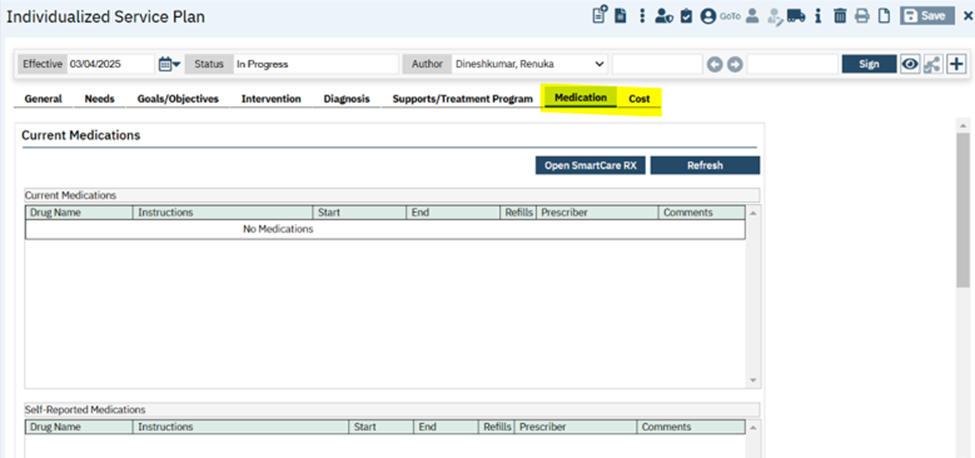 Individualized Service Plan
GoTo
Save
Effective 03/04/2025 Status In Progress Author Dineshkumar, Renuka Sign
General Needs Goals/Objectives Intervention Diagnosis Supports/Treatment Program Medication Cost
Current Medications
Open SmartCare RX Refresh
Current Medications
Drug Name Instructions Start End Refills Prescriber Comments
No Medications
Self-Reported Medications
Drug Name Instructions Start End Refills Prescriber Comments